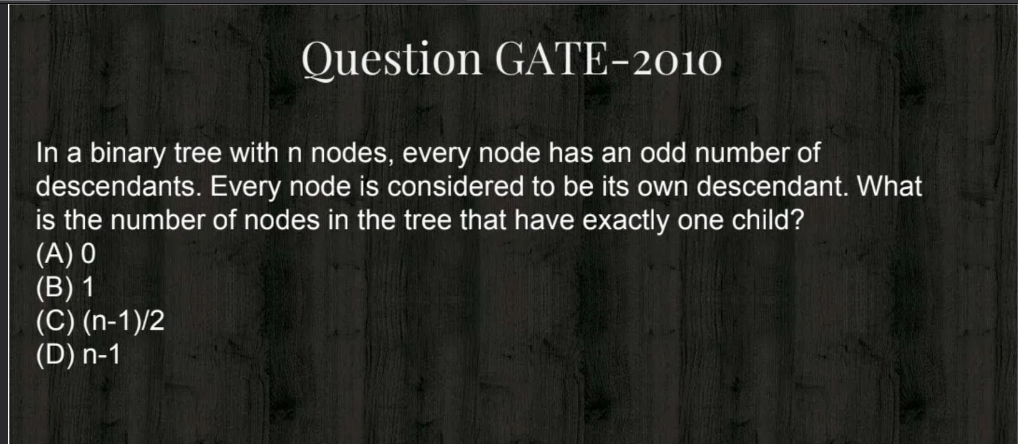 Question GATE-2010
In a binary tree with n nodes, every node has an odd number of
descendants. Every node is considered to be its own descendant. What
is the number of nodes in the tree that have exactly one child?
(A) 0
(B) 1
(C) (n-1)/2
(D) n-1